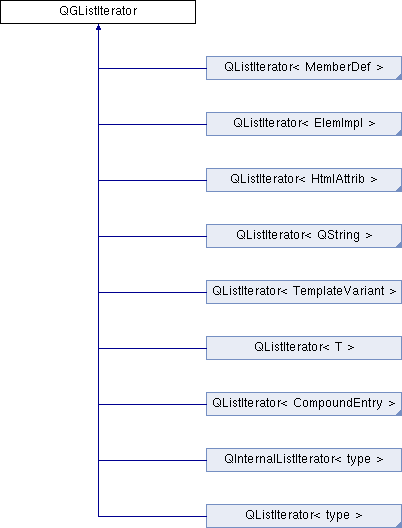 QGListIterator
QListIterator< MemberDef >
QListIterator< ElemImpl >
QListIterator< HtmlAttrib >
QListIterator< QString >
QListIterator< TemplateVariant >
QListIterator< T >
QListIterator< CompoundEntry >
QInternalListIterator< type >
QListIterator< type >